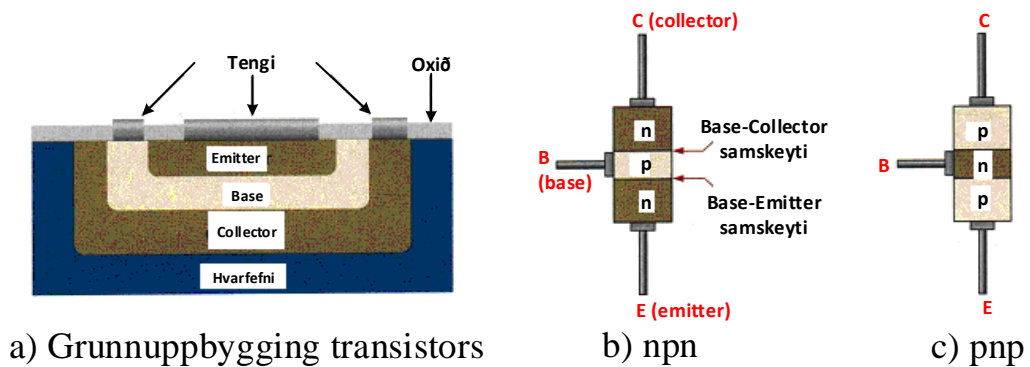 Tengi
Oxið
Emitter
Base
Collector
Hvarfefni
a) Grunnuppbygging transistors
C (collector)
n
p
n
B
(base)
Base-Collector
samskeyti
Base-Emitter
samskeyti
E (emitter)
b) npn
C
p
n
p
B
E
c) pnp